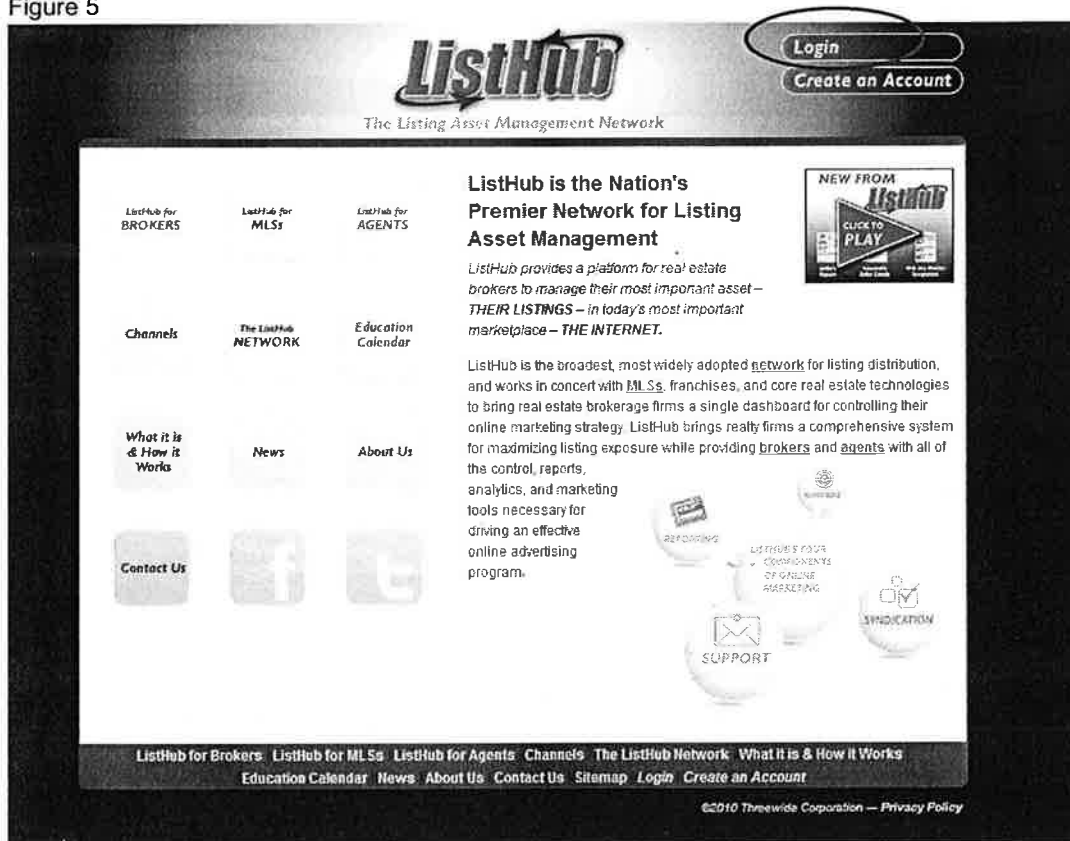 Figure 5
Login
ListHub
Create an Account
The Listing Asset Management Network
ListHub for
BROKERS
ListHub for
MLSs
ListHub for
AGENTS
Channels
The ListHub
NETWORK
Education
Calendar
What it is
& How it
Works
News
About Us
Contact Us
f
t
ListHub is the Nation's
Premier Network for Listing
Asset Management
NEW FROM
ListHub
CLICK TO
PLAY
ListHub provides a platform for real estate
brokers to manage their most important asset –
THEIR LISTINGS – in today's most important
marketplace – THE INTERNET.
ListHub is the broadest, most widely adopted network for listing distribution,
and works in concert with MLSs, franchises, and core real estate technologies
to bring real estate brokerage firms a single dashboard for controlling their
online marketing strategy. ListHub brings realty firms a comprehensive system
for maximizing listing exposure while providing brokers and agents with all of
the control, reports,
analytics, and marketing
tools necessary for
driving an effective
online advertising
program.
REPORTING
LISTHUB'S FOUR
COMPONENTS
OF ONLINE
MARKETING
SYNDICATION
SUPPORT
ListHub for Brokers ListHub for MLSs ListHub for Agents Channels The ListHub Network What it is & How it Works
Education Calendar News About Us Contact Us Sitemap Login Create an Account
©2010 Threewide Corporation — Privacy Policy